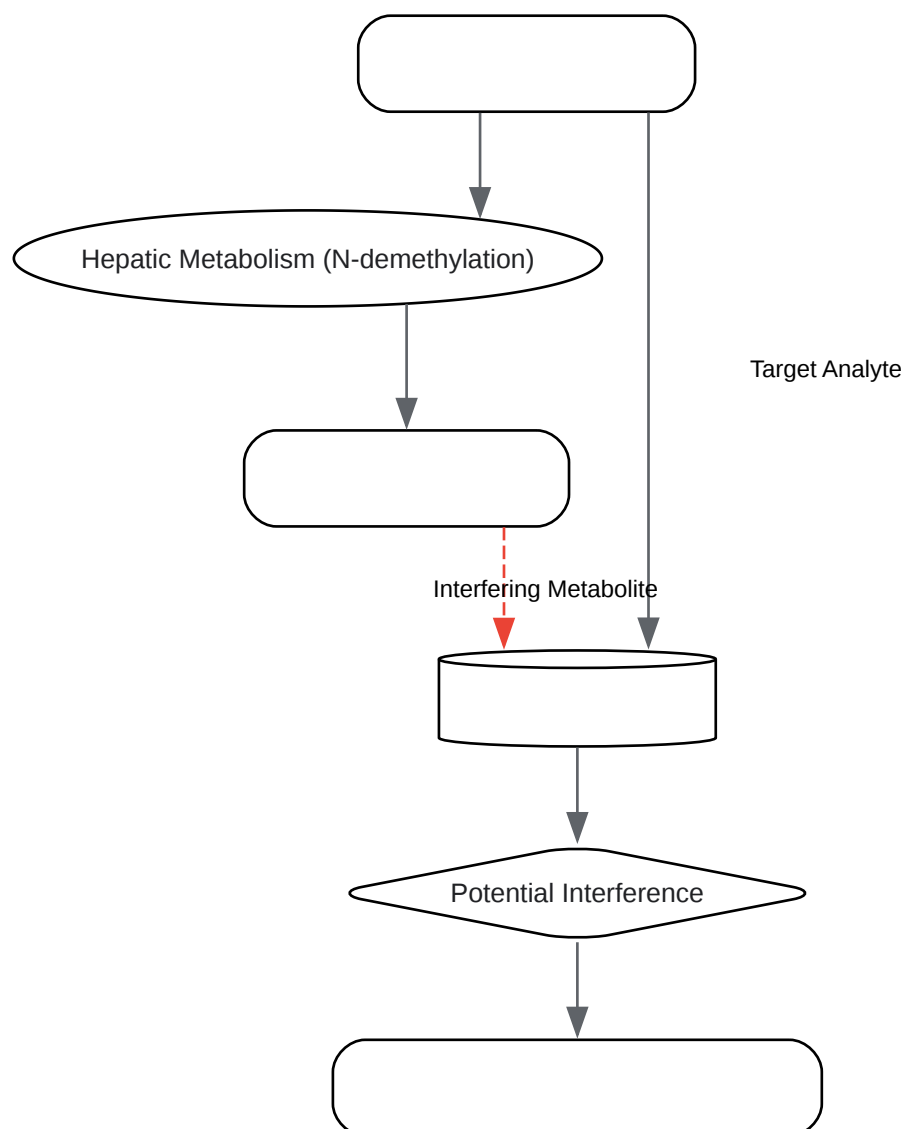 Hepatic Metabolism (N-demethylation)
Target Analyte
Interfering Metabolite
Potential Interference